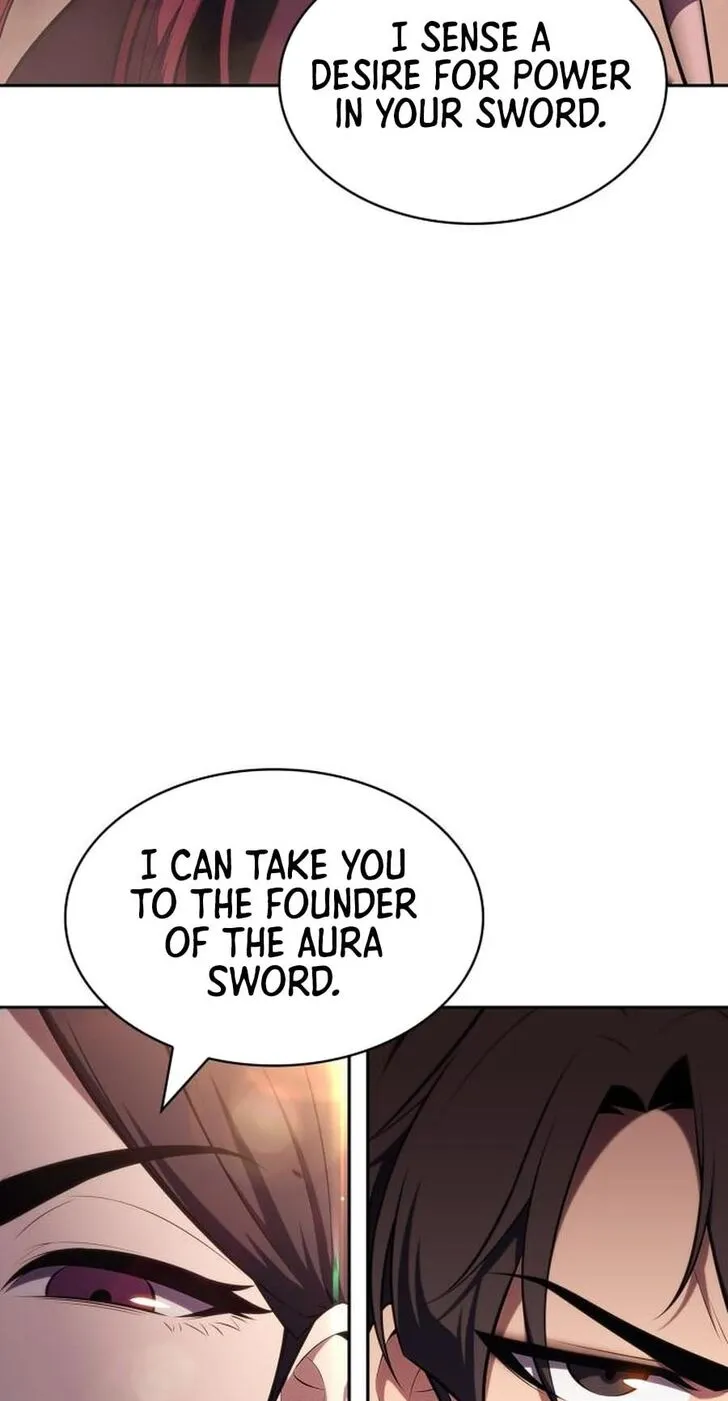 I SENSE A
DESIRE FOR POWER
IN YOUR SWORD.
I CAN TAKE YOU
TO THE FOUNDER
OF THE AURA
SWORD.